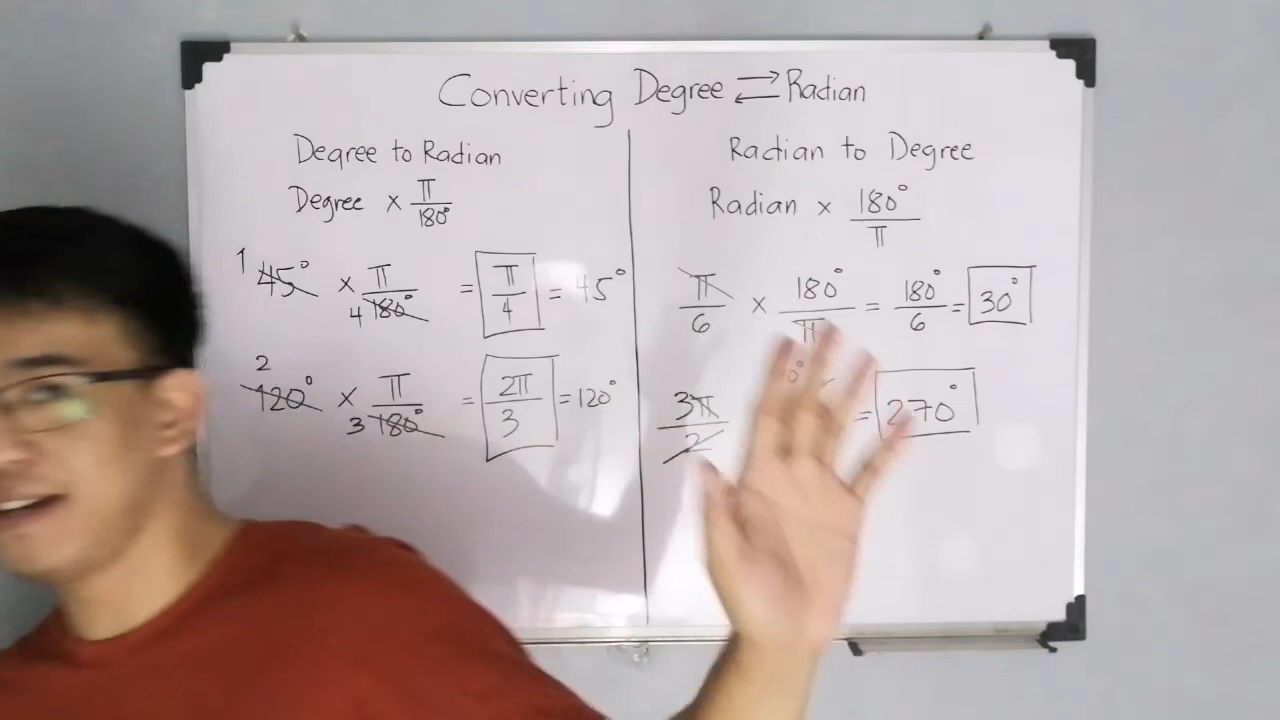 Converting Degree ⇄ Radian
Degree to Radian
Degree × π/180°
1 45° × π/4 180° = π/4 = 45°
2
120° × π/3 180° = 2π/3 = 120°
Radian to Degree
Radian × 180°/π
π/6 × 180°/π = 180°/6 = 30°
3π/2 = 270°